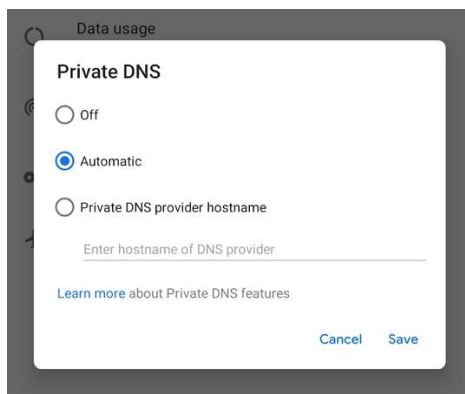 Data usage
Private DNS
Off
Automatic
Private DNS provider hostname
Enter hostname of DNS provider
Learn more about Private DNS features
Cancel Save